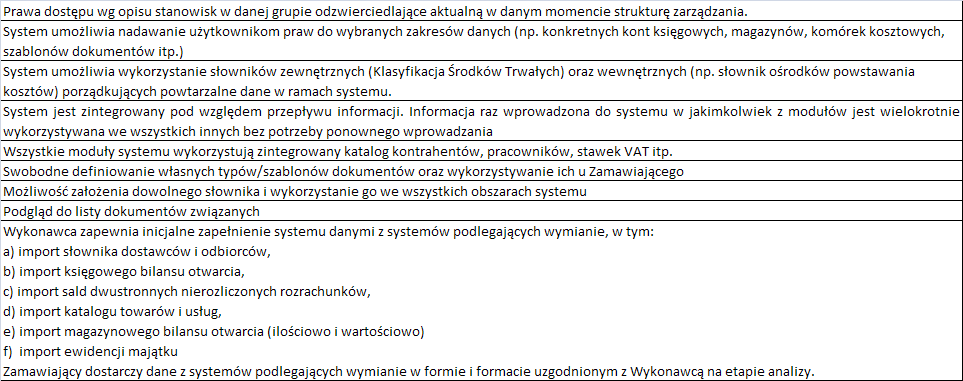 Prawa dostępu wg opisu stanowisk w danej grupie odzwierciedlające aktualną w danym momencie strukturę zarządzania.
System umożliwia nadawanie użytkownikom praw do wybranych zakresów danych (np. konkretnych kont księgowych, magazynów, komórek kosztowych,
szablonów dokumentów itp.)
System umożliwia wykorzystanie słowników zewnętrznych (Klasyfikacja Środków Trwałych) oraz wewnętrznych (np. słownik ośrodków powstawania
kosztów) porządkujących powtarzalne dane w ramach systemu.
System jest zintegrowany pod względem przepływu informacji. Informacja raz wprowadzona do systemu w jakimkolwiek z modułów jest wielokrotnie
wykorzystywana we wszystkich innych bez potrzeby ponownego wprowadzania
Wszystkie moduły systemu wykorzystują zintegrowany katalog kontrahentów, pracowników, stawek VAT itp.
Swobodne definiowanie własnych typów/szablonów dokumentów oraz wykorzystywanie ich u Zamawiającego
Możliwość założenia dowolnego słownika i wykorzystanie go we wszystkich obszarach systemu
Podgląd do listy dokumentów związanych
Wykonawca zapewnia inicjalne zapełnienie systemu danymi z systemów podlegających wymianie, w tym:
a) import słownika dostawców i odbiorców,
b) import księgowego bilansu otwarcia,
c) import sald dwustronnych nierozliczonych rozrachunków,
d) import katalogu towarów i usług,
e) import magazynowego bilansu otwarcia (ilościowo i wartościowo)
f) import ewidencji majątku
Zamawiający dostarczy dane z systemów podlegających wymianie w formie i formacie uzgodnionym z Wykonawcą na etapie analizy.